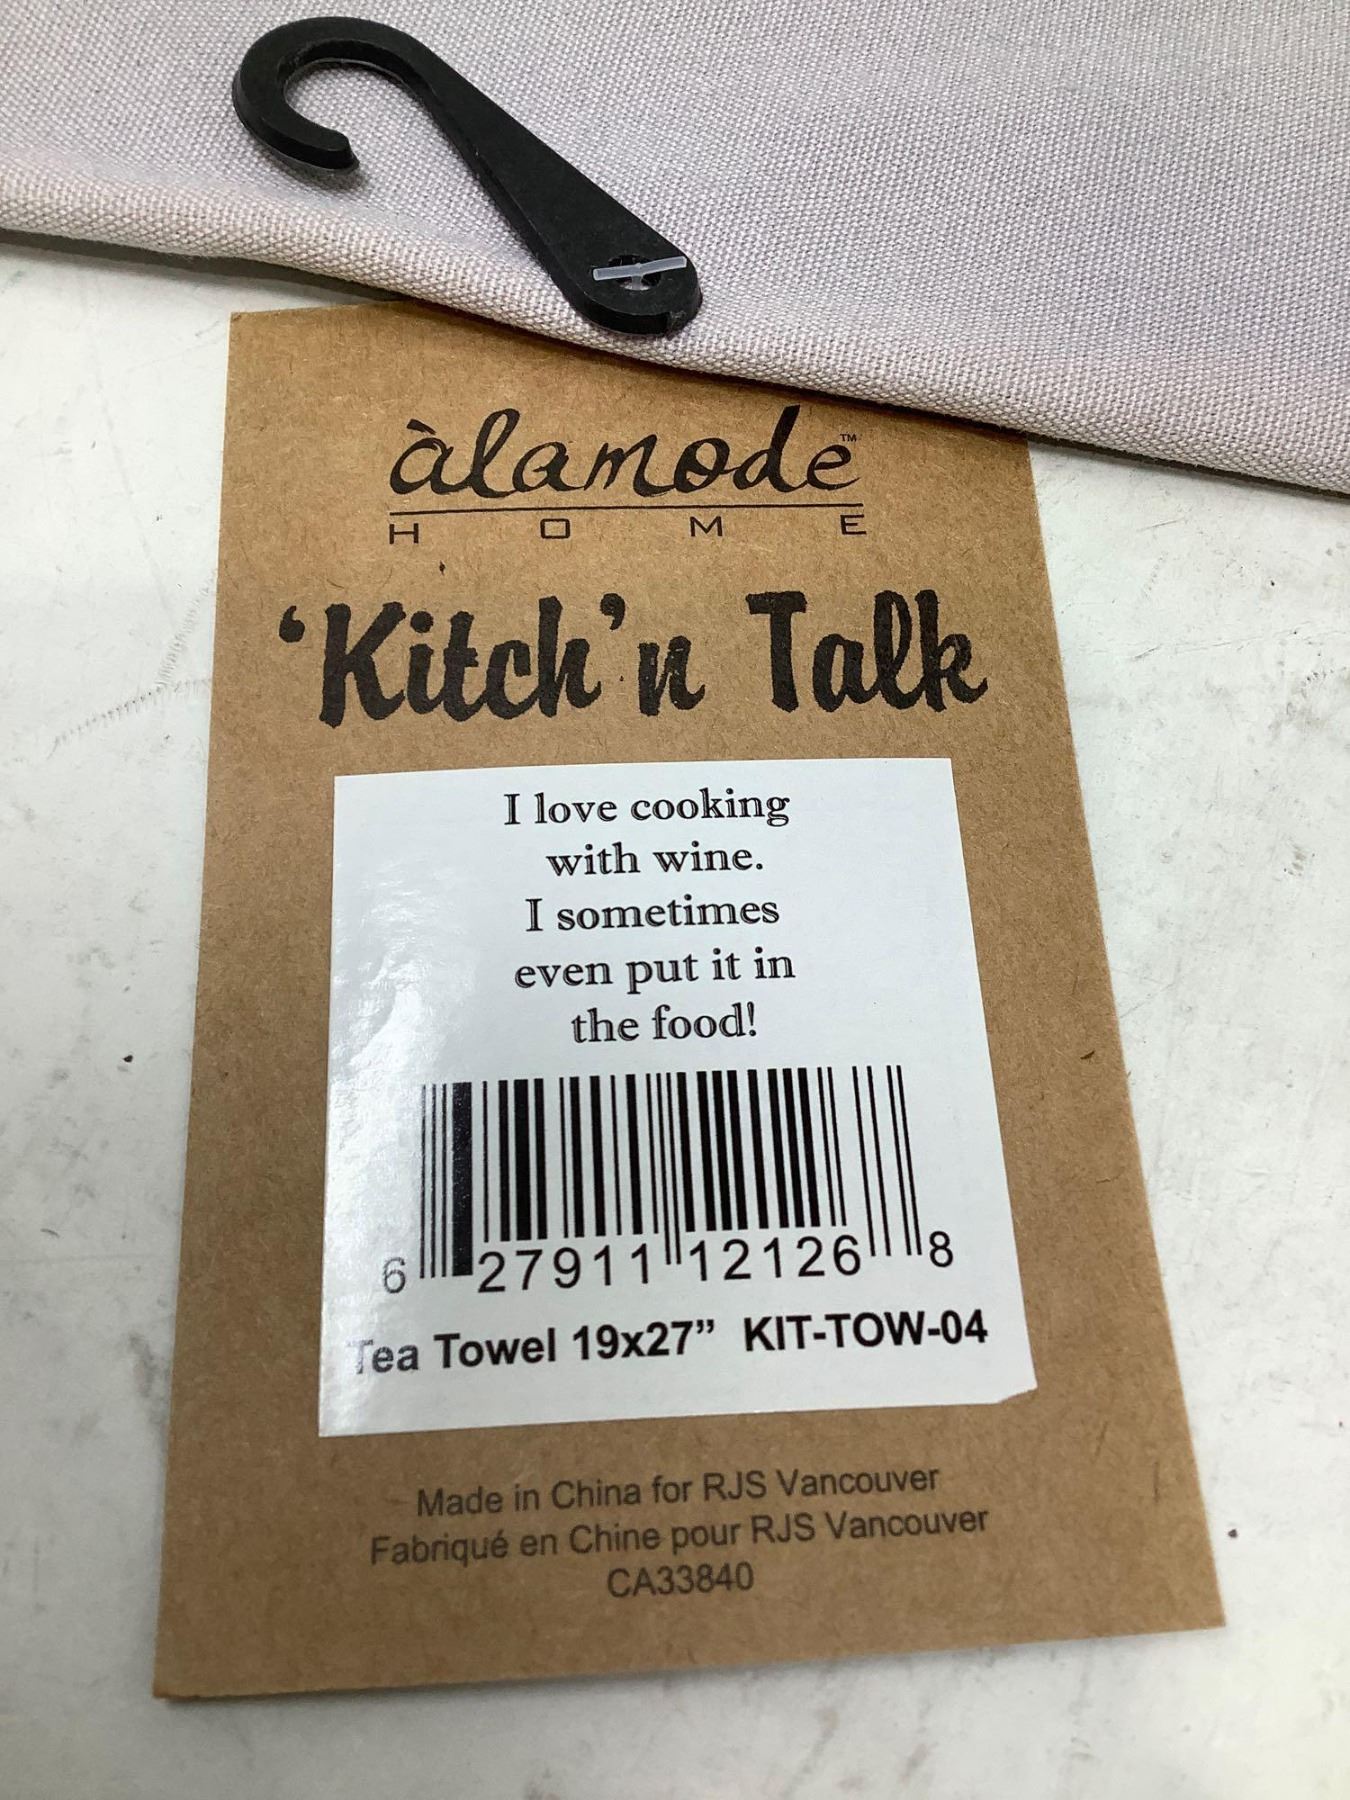 àlamode™
HOME
‘Kitch’n Talk
I love cooking
with wine.
I sometimes
even put it in
the food!
6 27911 12126 8
Tea Towel 19x27” KIT-TOW-04
Made in China for RJS Vancouver
Fabriqué en Chine pour RJS Vancouver
CA33840